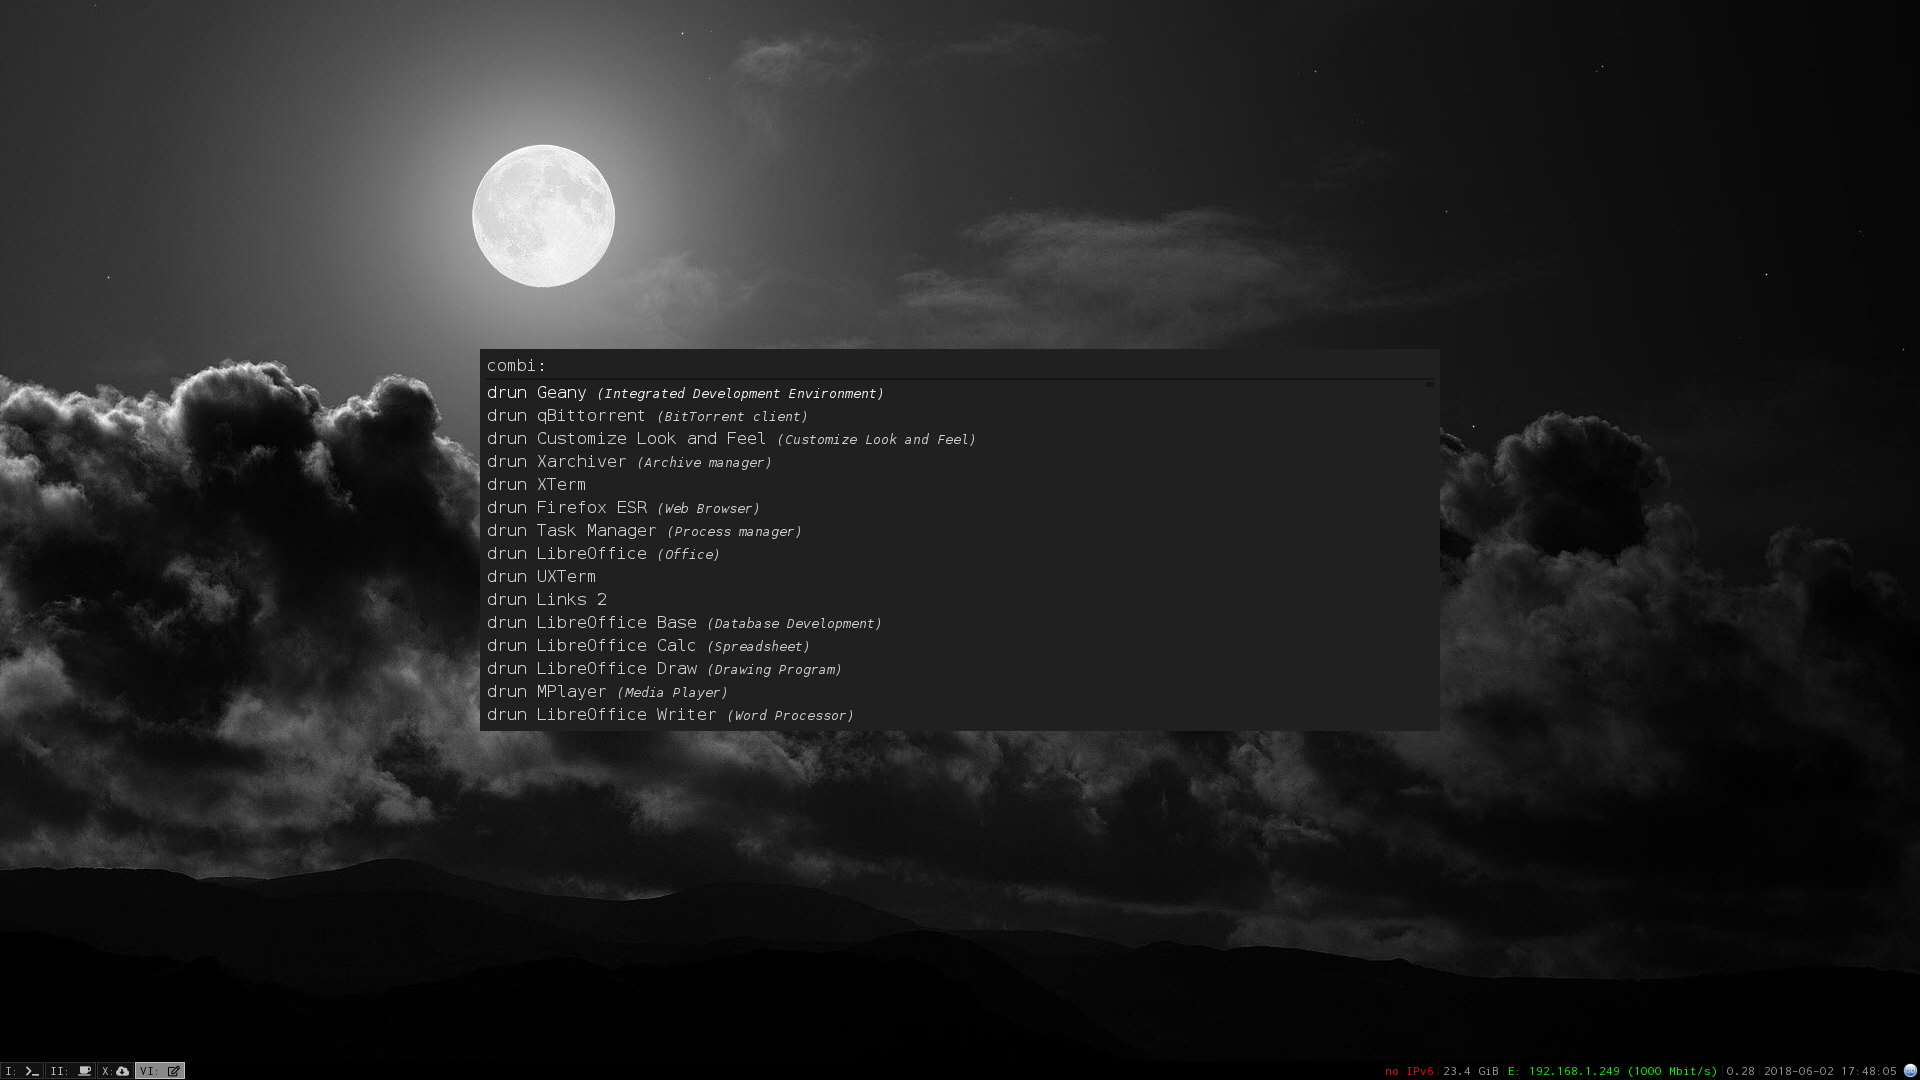 combi:
drun Geany (Integrated Development Environment)
drun qBittorrent (BitTorrent client)
drun Customize Look and Feel (Customize Look and Feel)
drun Xarchiver (Archive manager)
drun XTerm
drun Firefox ESR (Web Browser)
drun Task Manager (Process manager)
drun LibreOffice (Office)
drun UXTerm
drun Links 2
drun LibreOffice Base (Database Development)
drun LibreOffice Calc (Spreadsheet)
drun LibreOffice Draw (Drawing Program)
drun MPlayer (Media Player)
drun LibreOffice Writer (Word Processor)
I: II: X: VI: no IPv6 23.4 GiB E: 192.168.1.249 (1000 Mbit/s) 0.28 2018-06-02 17:48:05